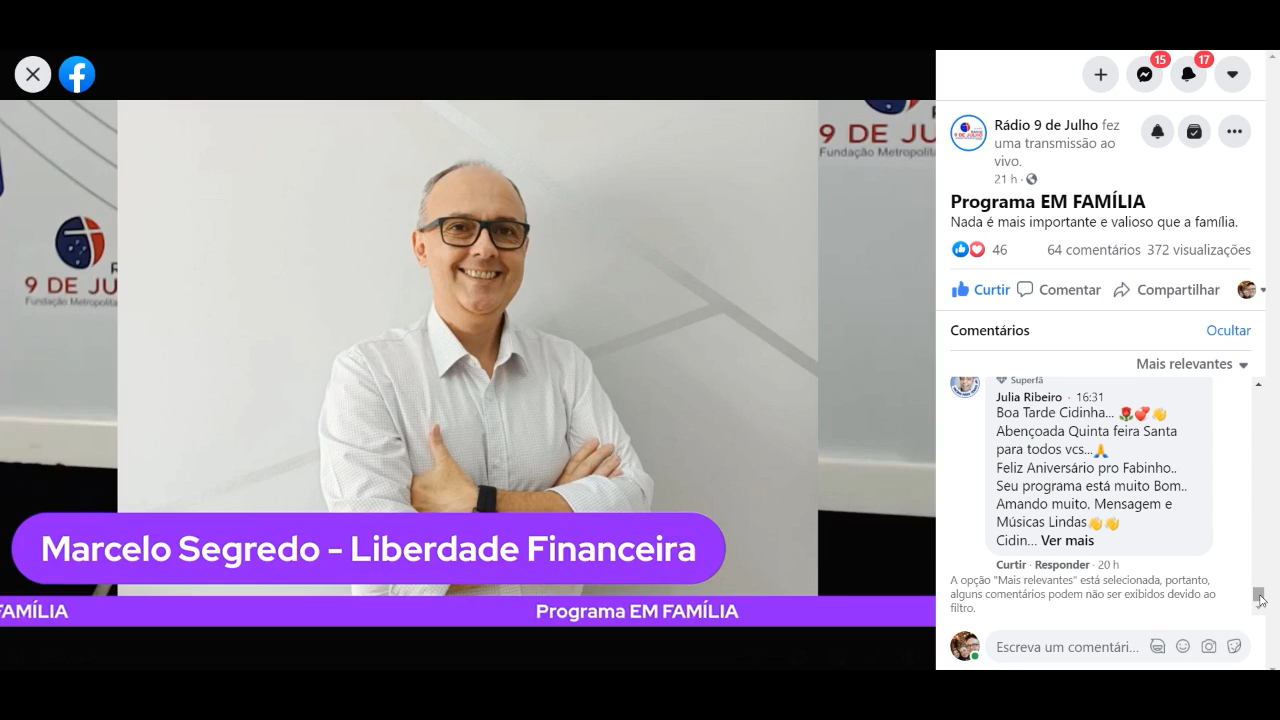 9 DE JU
Fundação Metropolita
9 DE JU
Fundação Metropolita
Marcelo Segredo - Liberdade Financeira
FAMÍLIA
Programa EM FAMÍLIA
15
17
Rádio 9 de Julho fez
uma transmissão ao
vivo.
21 h ·
Programa EM FAMÍLIA
Nada é mais importante e valioso que a família.
46
64 comentários 372 visualizações
Curtir
Comentar
Compartilhar
Comentários
Ocultar
Mais relevantes
Superfã
Julia Ribeiro · 16:31
Boa Tarde Cidinha... 🌹💕👋
Abençoada Quinta feira Santa
para todos vcs...🙏
Feliz Aniversário pro Fabinho..
Seu programa está muito Bom..
Amando muito. Mensagem e
Músicas Lindas👏👏
Cidin... Ver mais
Curtir · Responder · 20 h
A opção "Mais relevantes" está selecionada, portanto,
alguns comentários podem não ser exibidos devido ao
filtro.
Escreva um comentári...